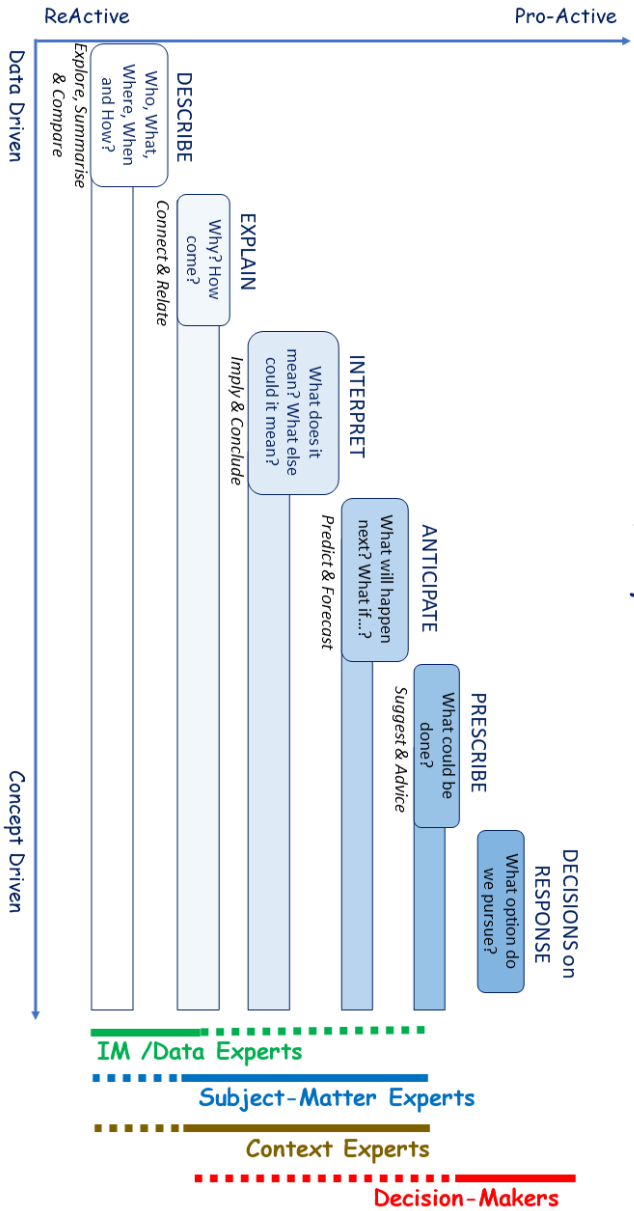 ReActive
Pro-Active
Data Driven
Concept Driven
DESCRIBE
Who, What,
Where, When
and How?
Explore, Summarise
& Compare
EXPLAIN
Why? How
come?
Connect & Relate
INTERPRET
What does it
mean? What else
could it mean?
Imply & Conclude
ANTICIPATE
What will happen
next? What if…?
Predict & Forecast
PRESCRIBE
What could be
done?
Suggest & Advice
DECISIONS on
RESPONSE
What option do
we pursue?
IM /Data Experts
Subject-Matter Experts
Context Experts
Decision-Makers